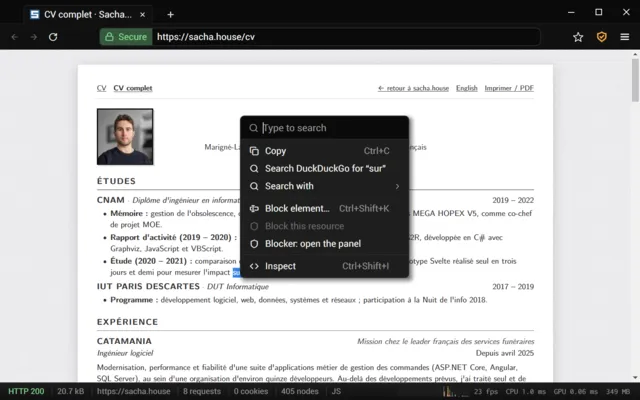 CV complet · Sacha...
Secure
https://sacha.house/cv
CV CV complet
← retour à sacha.house English Imprimer / PDF
Type to search
Copy Ctrl+C
Search DuckDuckGo for “sur”
Search with
Block element... Ctrl+Shift+K
Block this resource
Blocker: open the panel
Inspect Ctrl+Shift+I
ÉTUDES
CNAM · Diplôme d'ingénieur en 2019 – 2022
• Mémoire : gestion de l'obsolescence, MEGA HOPEX V5, comme co-chef
de projet MOE.
• Rapport d'activité (2019 – 2020) : développée en C# avec
Graphviz, JavaScript et VBScript.
• Étude (2020 – 2021) : comparaison Svelte réalisé seul en trois
jours et demi pour mesurer l'impact
IUT PARIS DESCARTES · DUT Informatique 2017 – 2019
• Programme : développement logiciel, web, données, systèmes et réseaux ; participation à la Nuit de l'info 2018.
EXPÉRIENCE
CATAMANIA Mission chez le leader français des services funéraires
Ingénieur logiciel Depuis avril 2025
Modernisation, performance et fiabilité d'une suite d'applications métier de gestion des commandes (ASP.NET Core, Angular,
SQL Server), au sein d'une organisation d'environ quinze développeurs. Au-delà des développements prévus, j'ai traité seul et de
HTTP 200 20.7 kB https://sacha.house 8 requests 0 cookies 405 nodes JS 23 fps CPU 1.0 ms GPU 0.06 ms 349 MB